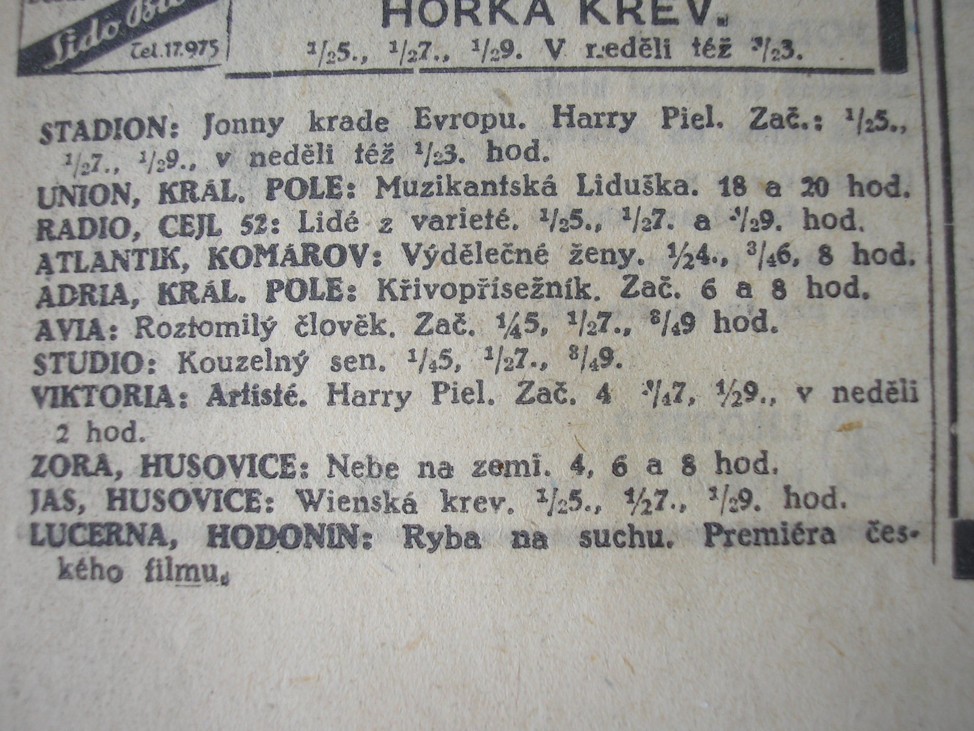 HORKÁ KREV.
Lido
Tel. 17.975
½5., ½7., ½9. V neděli též ¾3.
STADION: Jonny krade Evropu. Harry Piel. Zač.: ½5.,
½7., ½9., v neděli též ½3. hod.
UNION, KRÁL. POLE: Muzikantská Liduška. 18 a 20 hod.
RADIO, CEJL 52: Lidé z varieté. ½5., ½7. a ½9. hod.
ATLANTIK, KOMÁROV: Výdělečné ženy. ½4., ¾6, 8 hod.
ADRIA, KRÁL. POLE: Křivopřísežník. Zač. 6 a 8 hod.
AVIA: Roztomilý člověk. Zač. ¼5, ½7., ¾9 hod.
STUDIO: Kouzelný sen. ¼5, ½7., ¾9.
VIKTORIA: Artisté. Harry Piel. Zač. 4 ¾7, ½9., v neděli
2 hod.
ZORA, HUSOVICE: Nebe na zemi. 4, 6 a 8 hod.
JAS, HUSOVICE: Wienská krev. ½5., ½7., ½9. hod.
LUCERNA, HODONÍN: Ryba na suchu. Premiéra čes-
kého filmu.